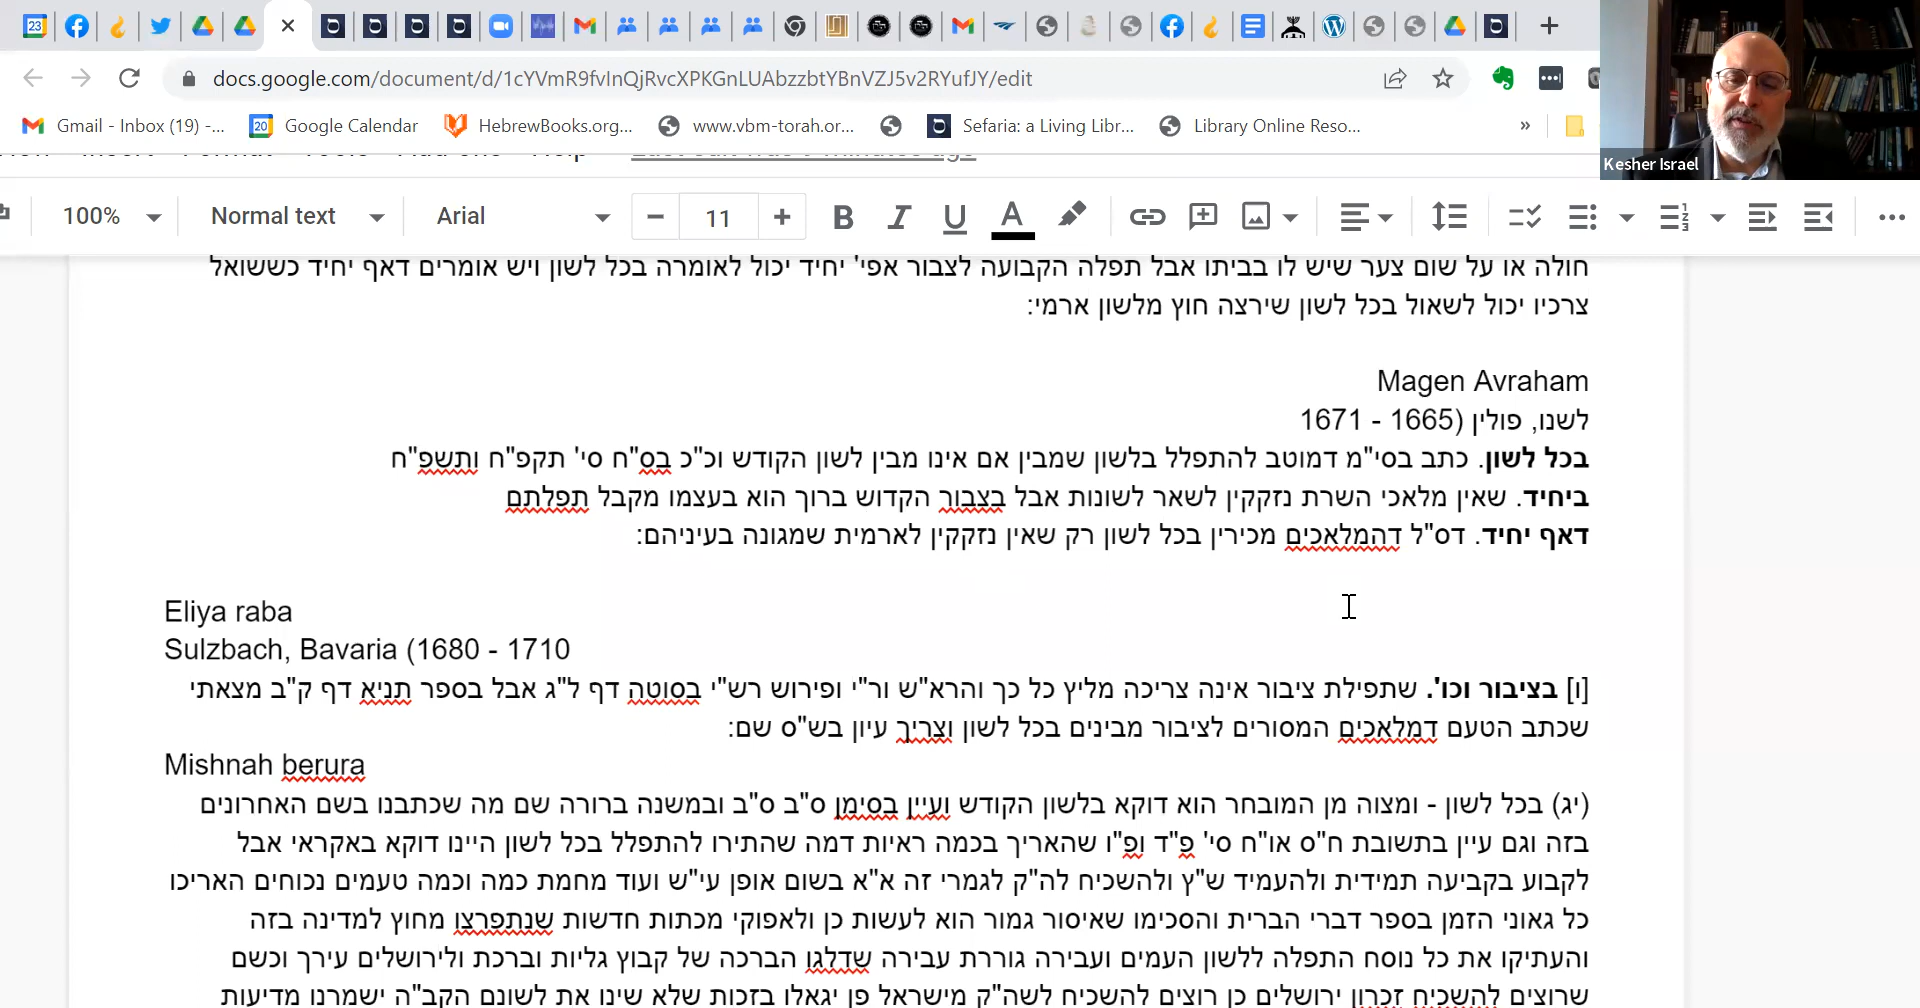 23
docs.google.com/document/d/1cYVmR9fvInQjRvcXPKGnLUAbzzbtYBnVZJ5v2RYufJY/edit
Gmail - Inbox (19) -... 20 Google Calendar HebrewBooks.org... www.vbm-torah.or... Sefaria: a Living Libr... Library Online Reso... »
Kesher Israel
100% Normal text Arial 11 B I U A
חולה או על שום צער שיש לו בביתו אבל תפלה הקבועה לצבור אפי' יחיד יכול לאומרה בכל לשון ויש אומרים דאף יחיד כששואל
צרכיו יכול לשאול בכל לשון שירצה חוץ מלשון ארמי:
Magen Avraham
לשנו, פולין (1665 - 1671
בכל לשון. כתב בסי"מ דמוטב להתפלל בלשון שמבין אם אינו מבין לשון הקודש וכ"כ בס"ח סי' תקפ"ח ותשפ"ח
ביחיד. שאין מלאכי השרת נזקקין לשאר לשונות אבל בצבור הקדוש ברוך הוא בעצמו מקבל תפלתם
דאף יחיד. דס"ל דהמלאכים מכירין בכל לשון רק שאין נזקקין לארמית שמגונה בעיניהם:
Eliya raba
Sulzbach, Bavaria (1680 - 1710
[ו] בציבור וכו'. שתפילת ציבור אינה צריכה מליץ כל כך והרא"ש ור"י ופירוש רש"י בסוטה דף ל"ג אבל בספר תניא דף ק"ב מצאתי
שכתב הטעם דמלאכים המסורים לציבור מבינים בכל לשון וצריך עיון בש"ס שם:
Mishnah berura
(יג) בכל לשון - ומצוה מן המובחר הוא דוקא בלשון הקודש ועיין בסימן ס"ב ס"ב ובמשנה ברורה שם מה שכתבנו בשם האחרונים
בזה וגם עיין בתשובת ח"ס או"ח סי' פ"ד ופ"ו שהאריך בכמה ראיות דמה שהתירו להתפלל בכל לשון היינו דוקא באקראי אבל
לקבוע בקביעה תמידית ולהעמיד ש"ץ ולהשכיח לה"ק לגמרי זה א"א בשום אופן עי"ש ועוד מחמת כמה וכמה טעמים נכוחים האריכו
כל גאוני הזמן בספר דברי הברית והסכימו שאיסור גמור הוא לעשות כן ולאפוקי מכתות חדשות שנתפרצו מחוץ למדינה בזה
והעתיקו את כל נוסח התפלה ללשון העמים ועבירה גוררת עבירה שדלגו הברכה של קבוץ גליות וברכת ולירושלים עירך וכשם
שרוצים להשכיח זכרון ירושלים כן רוצים להשכיח לשה"ק מישראל פן יגאלו בזכות שלא שינו את לשונם הקב"ה ישמרנו מדיעות